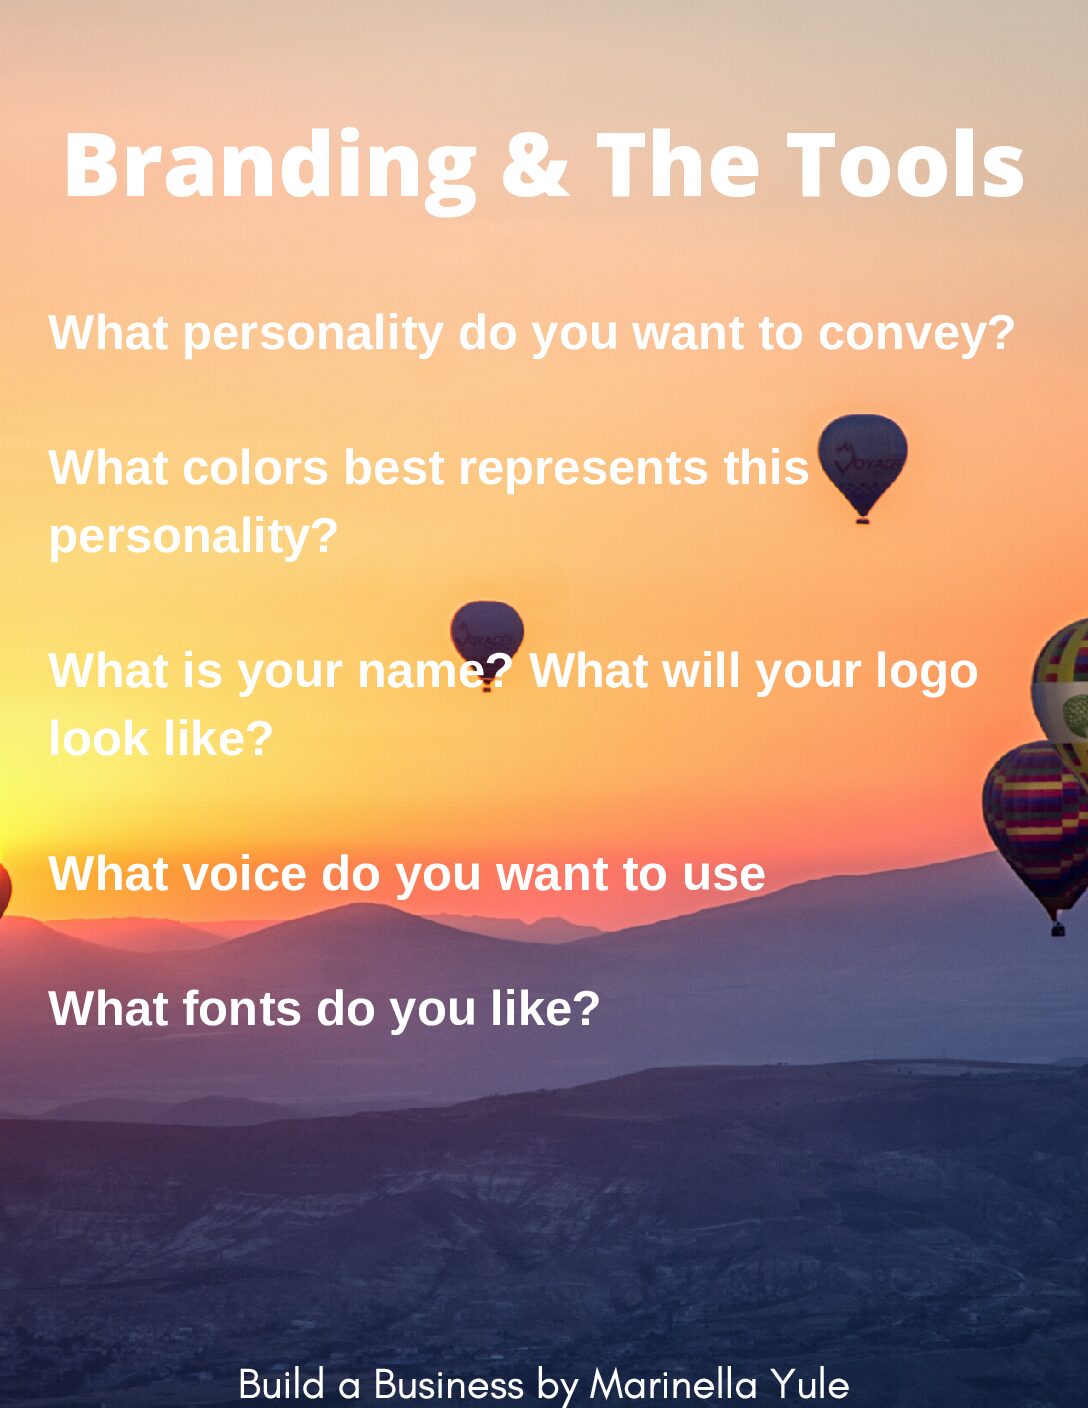 Branding & The Tools
What personality do you want to convey?
What colors best represents this
personality?
What is your name? What will your logo
look like?
What voice do you want to use
What fonts do you like?
Build a Business by Marinella Yule